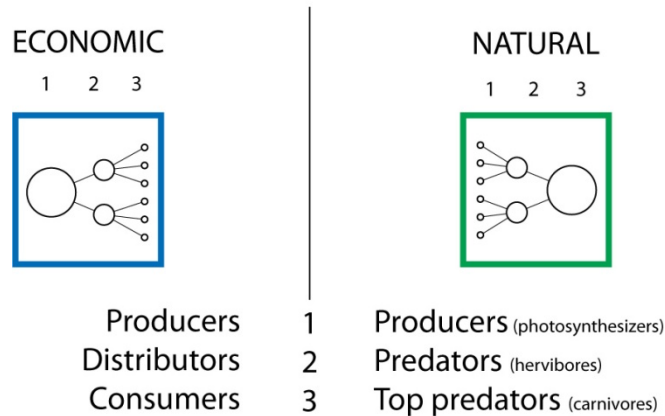 ECONOMIC
1 2 3
NATURAL
1 2 3
Producers 1 Producers (photosynthesizers)
Distributors 2 Predators (hervibores)
Consumers 3 Top predators (carnivores)